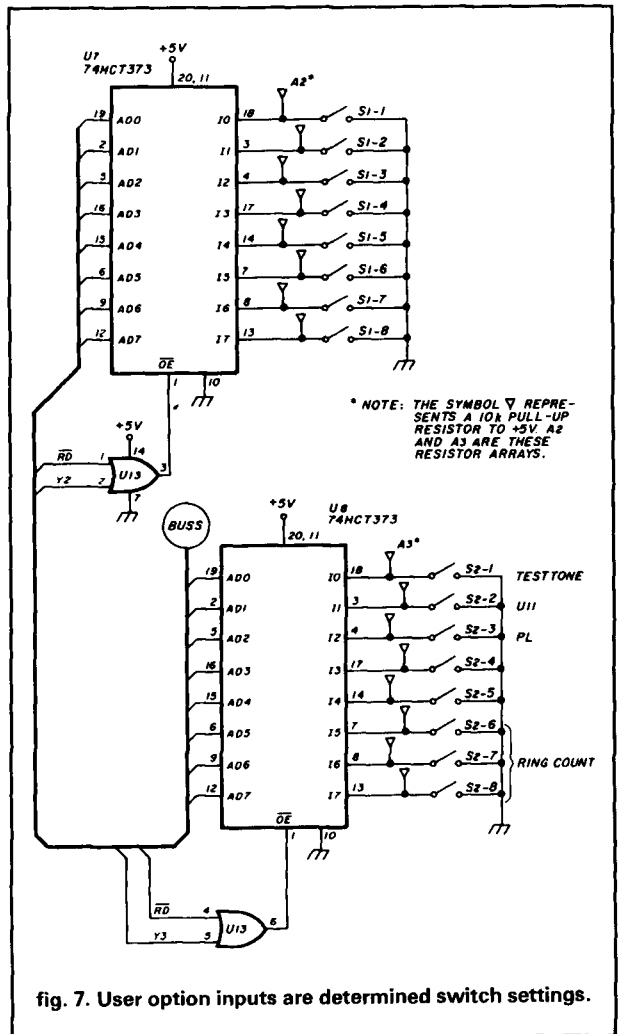 +5V
U7
74HCT373
20, 11
A2*
19 AD0 I0 18 S1-1
2 AD1 I1 3 S1-2
5 AD2 I2 4 S1-3
16 AD3 I3 17 S1-4
15 AD4 I4 14 S1-5
6 AD5 I5 7 S1-6
9 AD6 I6 8 S1-7
12 AD7 I7 13 S1-8
OE
1
10
* NOTE: THE SYMBOL ▽ REPRE-
SENTS A 10k PULL-UP
RESISTOR TO +5V. A2
AND A3 ARE THESE
RESISTOR ARRAYS.
+5V
14
RD 1
Y2 2
U13
3
7
BUSS
+5V
U8
74HCT373
20, 11
A3*
19 AD0 I0 18 S2-1 TEST TONE
2 AD1 I1 3 S2-2 U11
5 AD2 I2 4 S2-3 PL
16 AD3 I3 17 S2-4
15 AD4 I4 14 S2-5
6 AD5 I5 7 S2-6
9 AD6 I6 8 S2-7 RING COUNT
12 AD7 I7 13 S2-8
OE
1
10
RD 4
Y3 5
U13
6
fig. 7. User option inputs are determined switch settings.